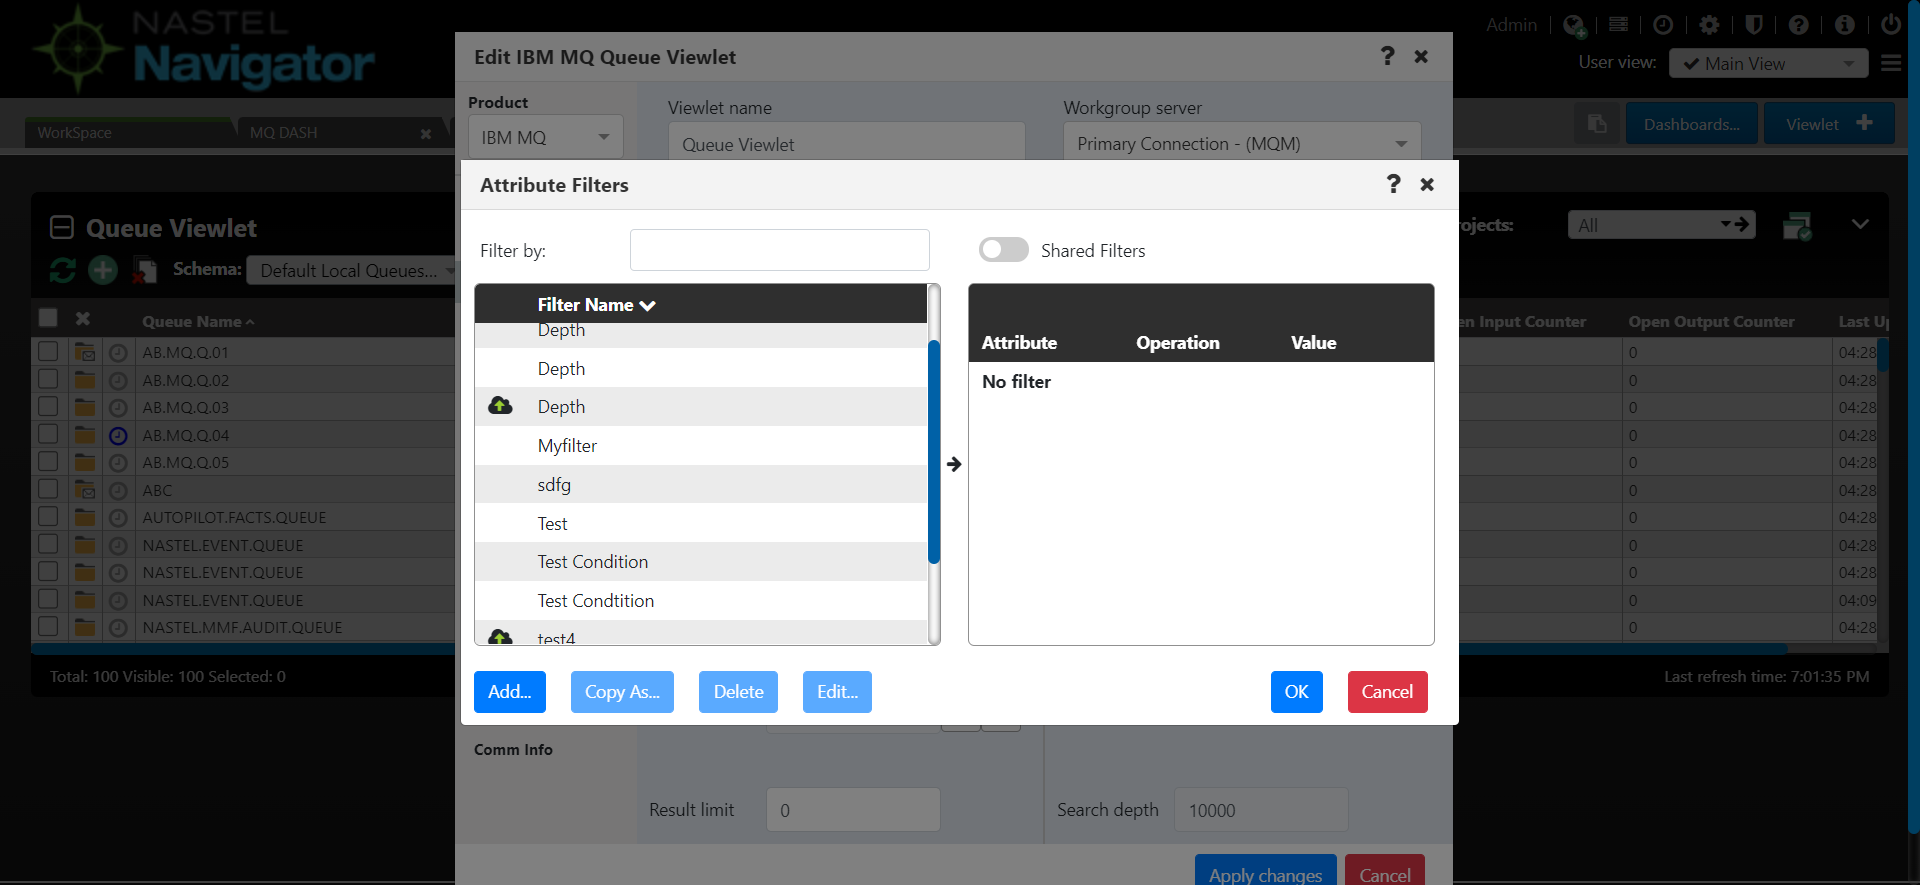 NASTEL
Navigator
Admin
User view:
Main View
WorkSpace
MQ DASH
Dashboards...
Viewlet
Edit IBM MQ Queue Viewlet
?
Product
IBM MQ
Viewlet name
Queue Viewlet
Workgroup server
Primary Connection - (MQM)
Queue Viewlet
Schema:
Default Local Queues...
ojects:
All
Queue Name
en Input Counter
Open Output Counter
Last Up
AB.MQ.Q.01
0
04:28
AB.MQ.Q.02
0
04:28
AB.MQ.Q.03
0
04:28
AB.MQ.Q.04
0
04:28
AB.MQ.Q.05
0
04:28
ABC
0
04:28
AUTOPILOT.FACTS.QUEUE
0
04:28
NASTEL.EVENT.QUEUE
0
04:28
NASTEL.EVENT.QUEUE
0
04:28
NASTEL.EVENT.QUEUE
0
04:09
NASTEL.MMF.AUDIT.QUEUE
0
04:28
Total: 100 Visible: 100 Selected: 0
Last refresh time: 7:01:35 PM
Attribute Filters
?
Filter by:
Shared Filters
Filter Name
Depth
Depth
Depth
Myfilter
sdfg
Test
Test Condition
Test Condtition
test4
Attribute
Operation
Value
No filter
Add...
Copy As...
Delete
Edit...
OK
Cancel
Comm Info
Result limit
0
Search depth
10000
Apply changes
Cancel